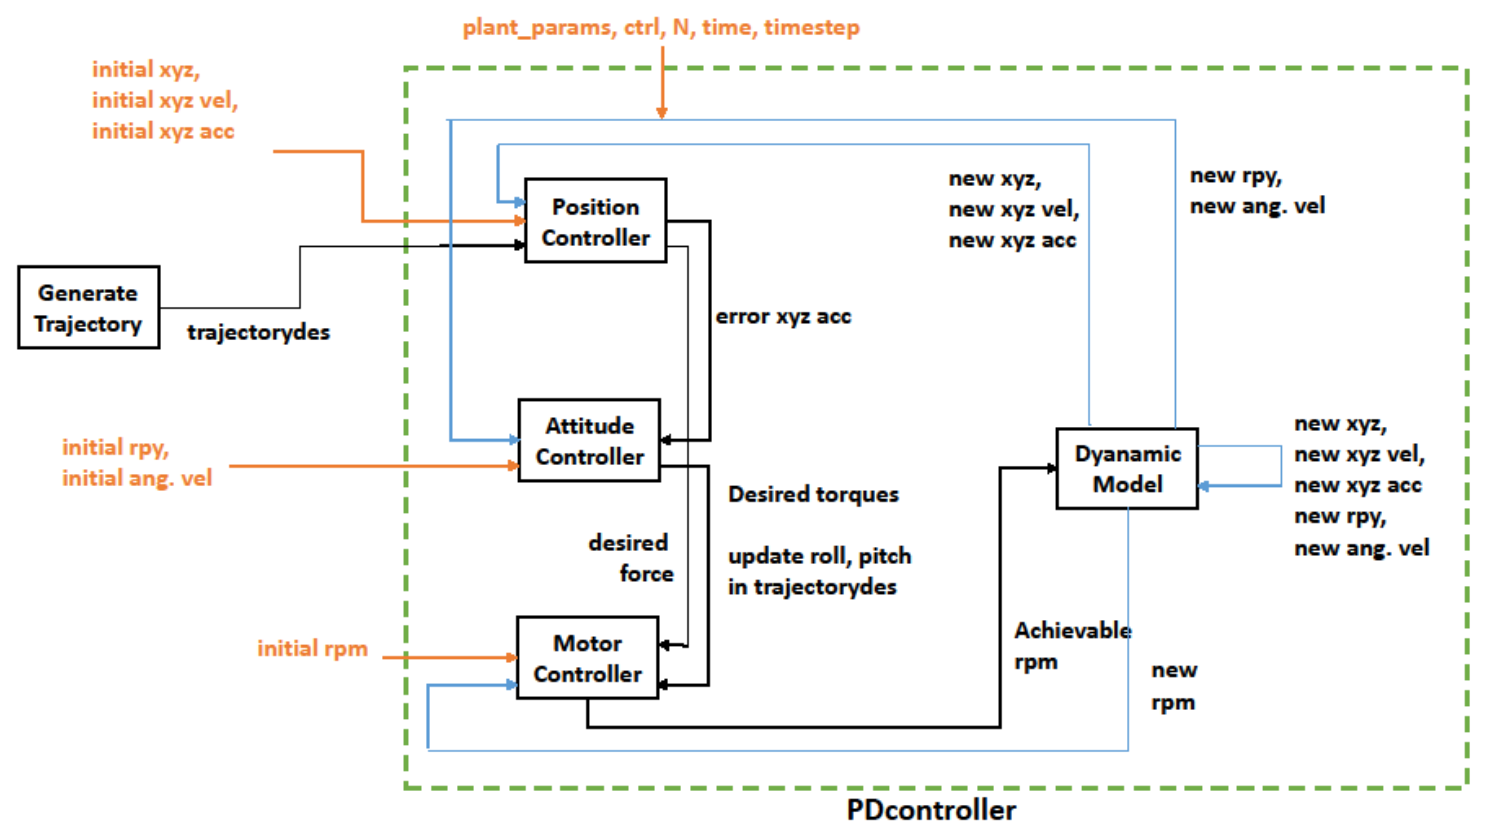 plant_params, ctrl, N, time, timestep
initial xyz,
initial xyz vel,
initial xyz acc
new xyz,
new xyz vel,
new xyz acc
new rpy,
new ang. vel
Position
Controller
Generate
Trajectory
trajectorydes
error xyz acc
Attitude
Controller
initial rpy,
initial ang. vel
Dyanamic
Model
new xyz,
new xyz vel,
new xyz acc
new rpy,
new ang. vel
Desired torques
update roll, pitch
in trajectorydes
desired
force
Motor
Controller
initial rpm
Achievable
rpm
new
rpm
PDcontroller